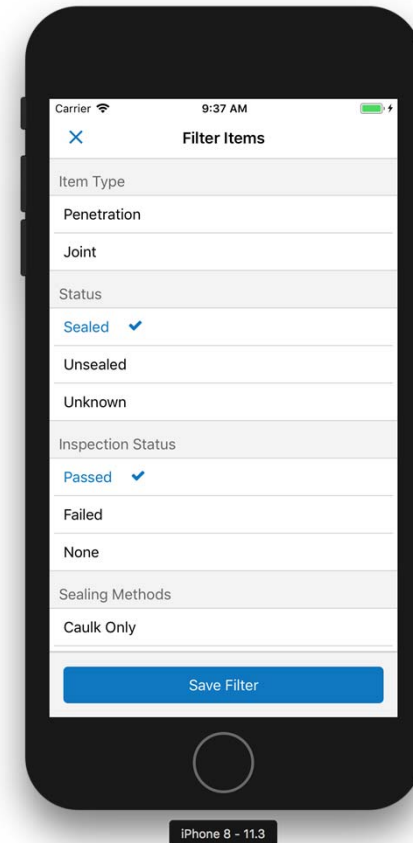 Carrier
9:37 AM
Filter Items
Item Type
Penetration
Joint
Status
Sealed
Unsealed
Unknown
Inspection Status
Passed
Failed
None
Sealing Methods
Caulk Only
Save Filter
iPhone 8 - 11.3